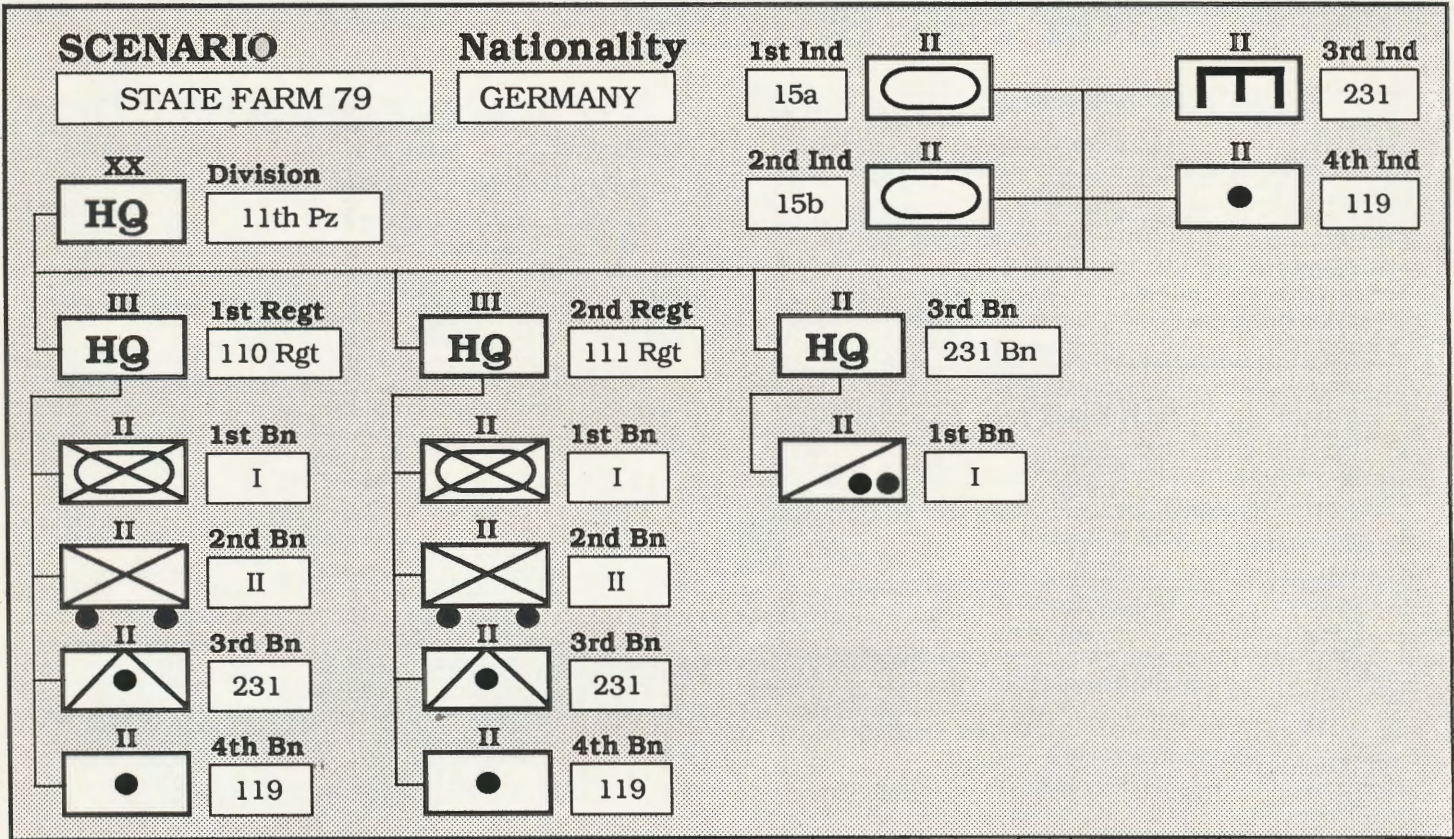 SCENARIO
STATE FARM 79
Nationality
GERMANY
1st Ind
15a
II
II
3rd Ind
231
2nd Ind
15b
II
II
4th Ind
119
XX
HQ
Division
11th Pz
III
HQ
1st Regt
110 Rgt
III
HQ
2nd Regt
111 Rgt
II
HQ
3rd Bn
231 Bn
II
1st Bn
I
II
1st Bn
I
II
1st Bn
I
II
2nd Bn
II
II
2nd Bn
II
II
3rd Bn
231
II
3rd Bn
231
II
4th Bn
119
II
4th Bn
119